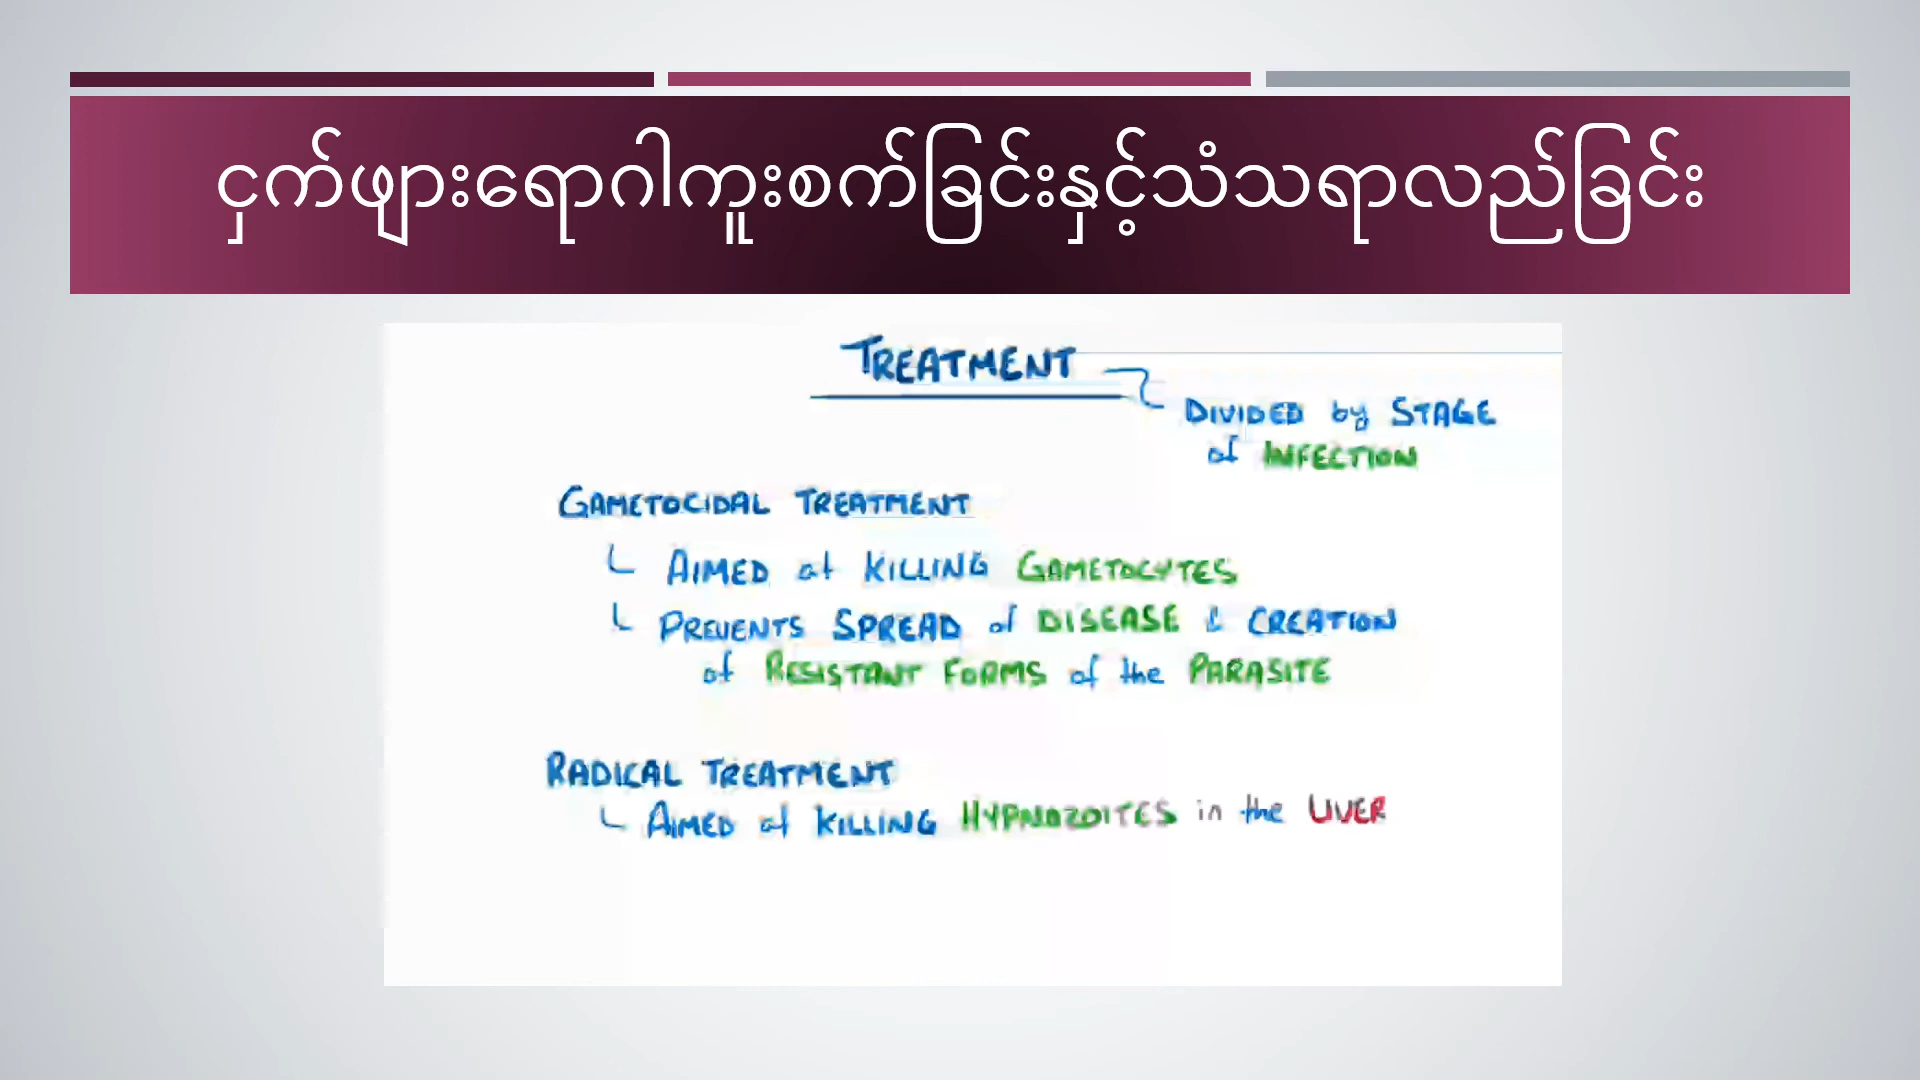 ငှက်ဖျားရောဂါကူးစက်ခြင်းနှင့်သံသရာလည်ခြင်း
TREATMENT
DIVIDED by STAGE
of INFECTION
GAMETOCIDAL TREATMENT
AIMED at KILLING GAMETOCYTES
PREVENTS SPREAD of DISEASE & CREATION
of RESISTANT FORMS of the PARASITE
RADICAL TREATMENT
AIMED at KILLING HYPNOZOITES in the LIVER